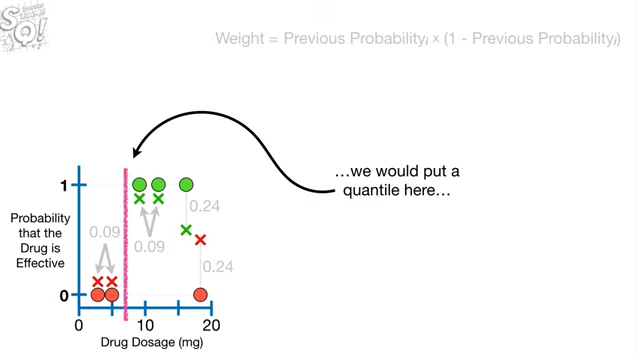 SQ!
Weight = Previous Probabilityᵢ × (1 - Previous Probabilityᵢ)
…we would put a
quantile here…
1
0.24
Probability
that the
Drug is
Effective
0.09
0.09
0.24
0
0
10
20
Drug Dosage (mg)